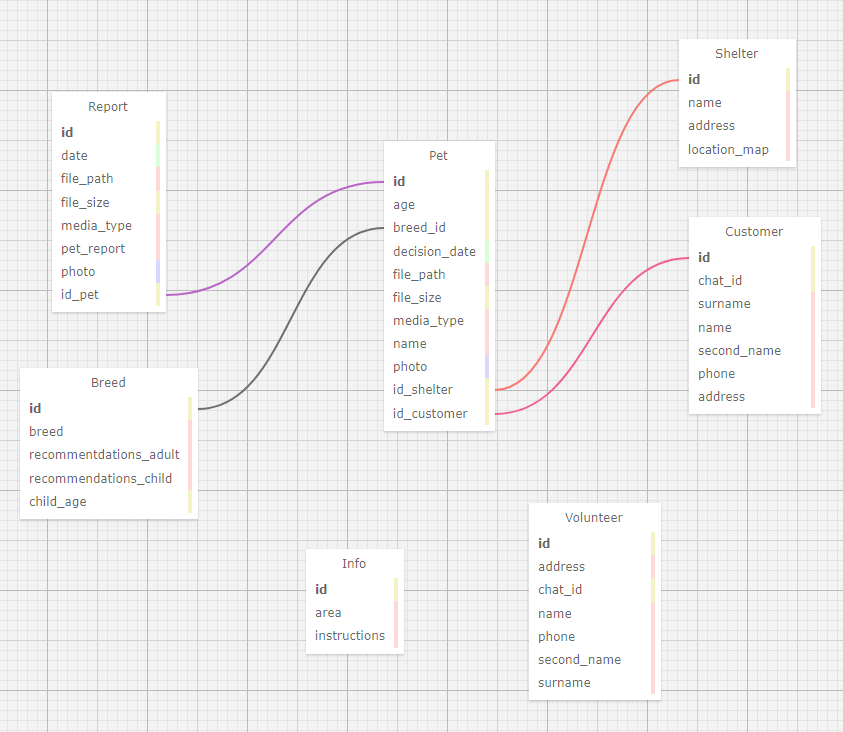 Shelter
id
name
address
location_map
Report
id
date
file_path
file_size
media_type
pet_report
photo
id_pet
Pet
id
age
breed_id
decision_date
file_path
file_size
media_type
name
photo
id_shelter
id_customer
Customer
id
chat_id
surname
name
second_name
phone
address
Breed
id
breed
recommentdations_adult
recommendations_child
child_age
Info
id
area
instructions
Volunteer
id
address
chat_id
name
phone
second_name
surname